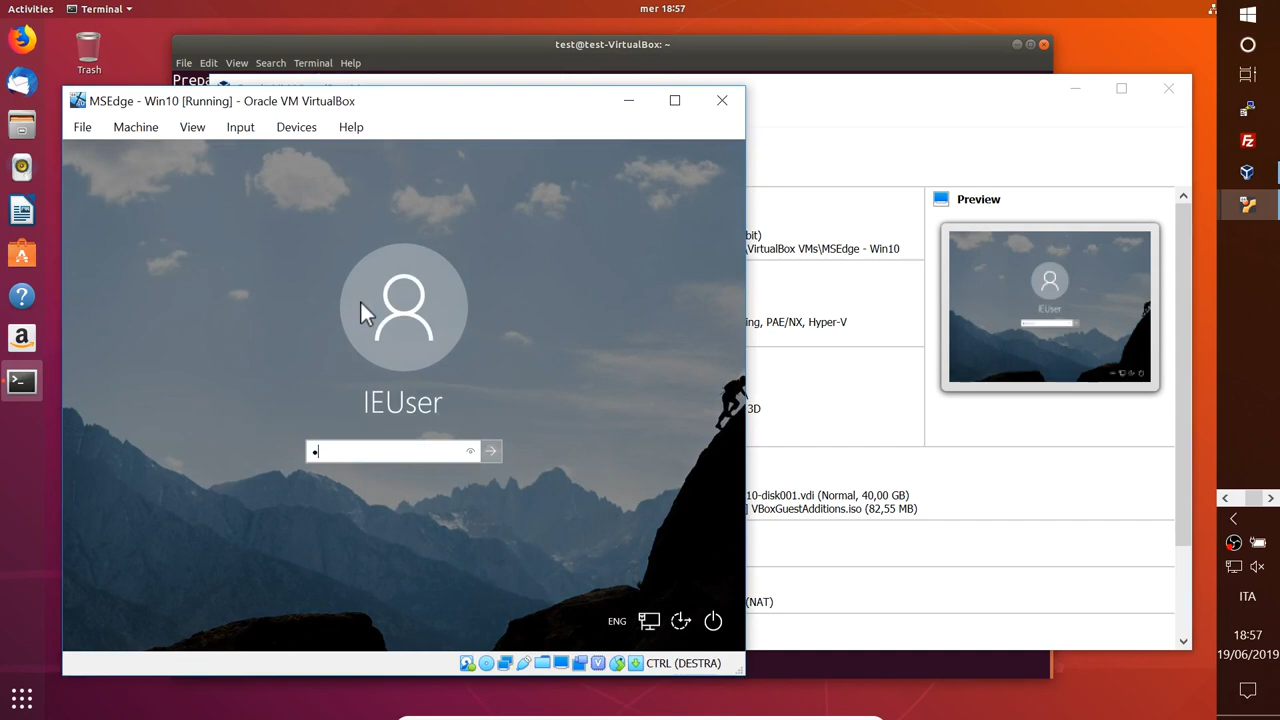 Activities
Terminal
mer 18:57
Trash
test@test-VirtualBox: ~
File Edit View Search Terminal Help
Prepa
MSEdge - Win10 [Running] - Oracle VM VirtualBox
File Machine View Input Devices Help
IEUser
ENG
CTRL (DESTRA)
Preview
bit)
\VirtualBox VMs\MSEdge - Win10
ing, PAE/NX, Hyper-V
3D
10-disk001.vdi (Normal, 40,00 GB)
] VBoxGuestAdditions.iso (82,55 MB)
(NAT)
IEUser
ITA
18:57
19/06/2019